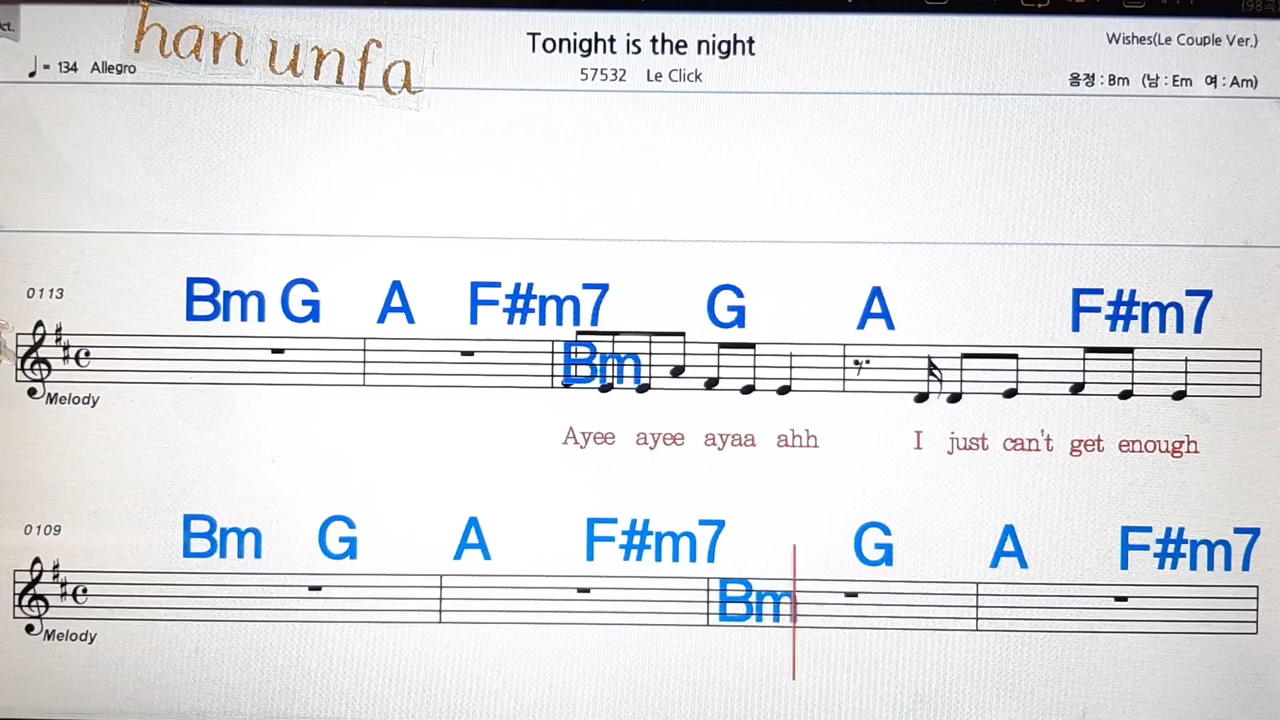 (98
ct.
han unfa
Tonight is the night
Wishes(Le Couple Ver.)
♩ = 134 Allegro
57532 Le Click
음정 : Bm (남 : Em 여 : Am)
0113
Bm G A F#m7 G A F#m7
Bm
Melody
Ayee ayee ayaa ahh I just can't get enough
0109
Bm G A F#m7 G A F#m7
Bm
Melody